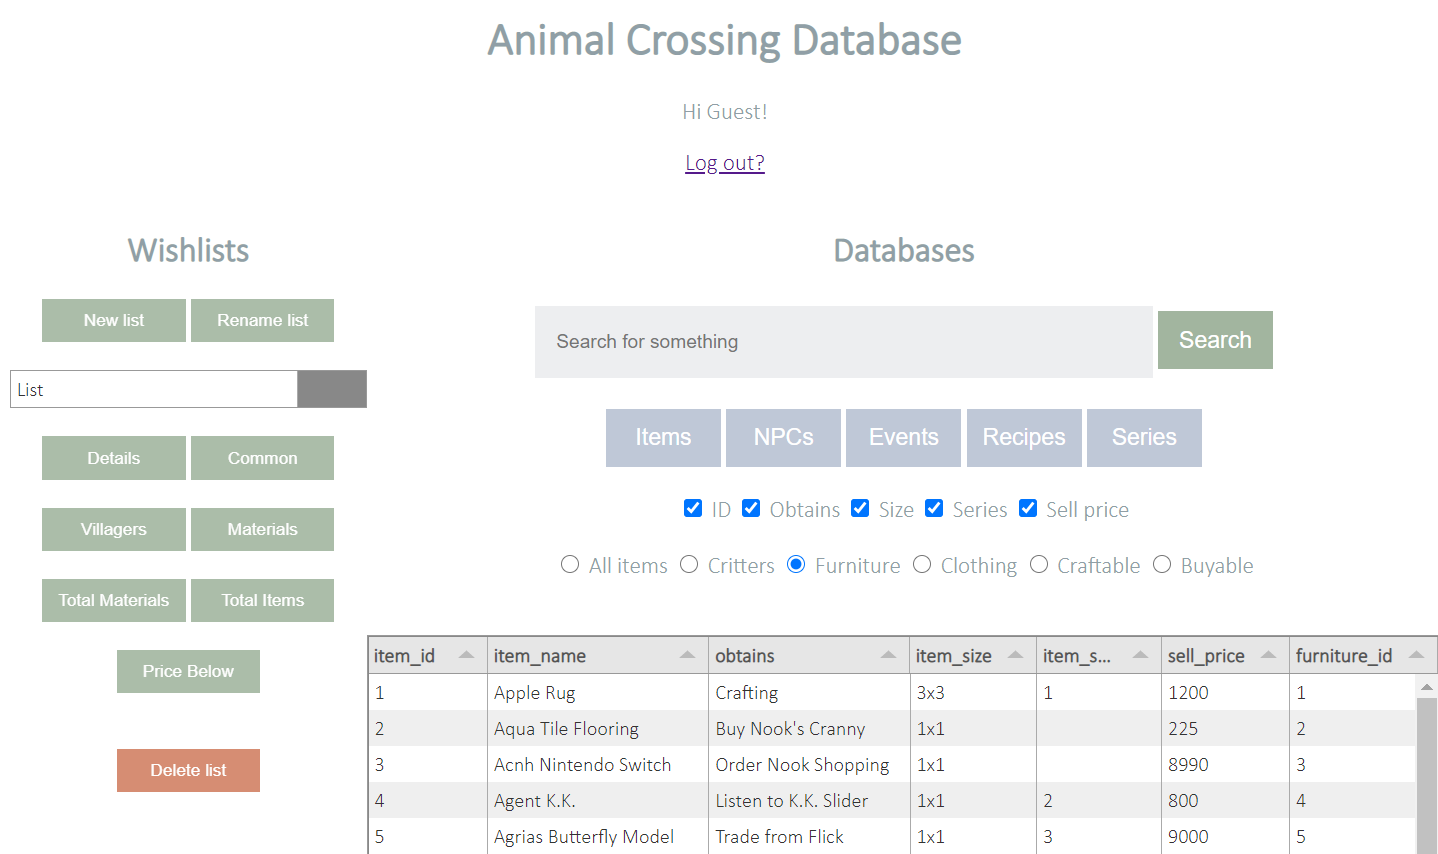 Animal Crossing Database
Hi Guest!
Log out?
Wishlists
New list Rename list
List
Details Common
Villagers Materials
Total Materials Total Items
Price Below
Delete list
Databases
Search for something Search
Items NPCs Events Recipes Series
ID Obtains Size Series Sell price
All items Critters Furniture Clothing Craftable Buyable
item_id item_name obtains item_size item_s... sell_price furniture_id
1 Apple Rug Crafting 3x3 1 1200 1
2 Aqua Tile Flooring Buy Nook's Cranny 1x1 225 2
3 Acnh Nintendo Switch Order Nook Shopping 1x1 8990 3
4 Agent K.K. Listen to K.K. Slider 1x1 2 800 4
5 Agrias Butterfly Model Trade from Flick 1x1 3 9000 5